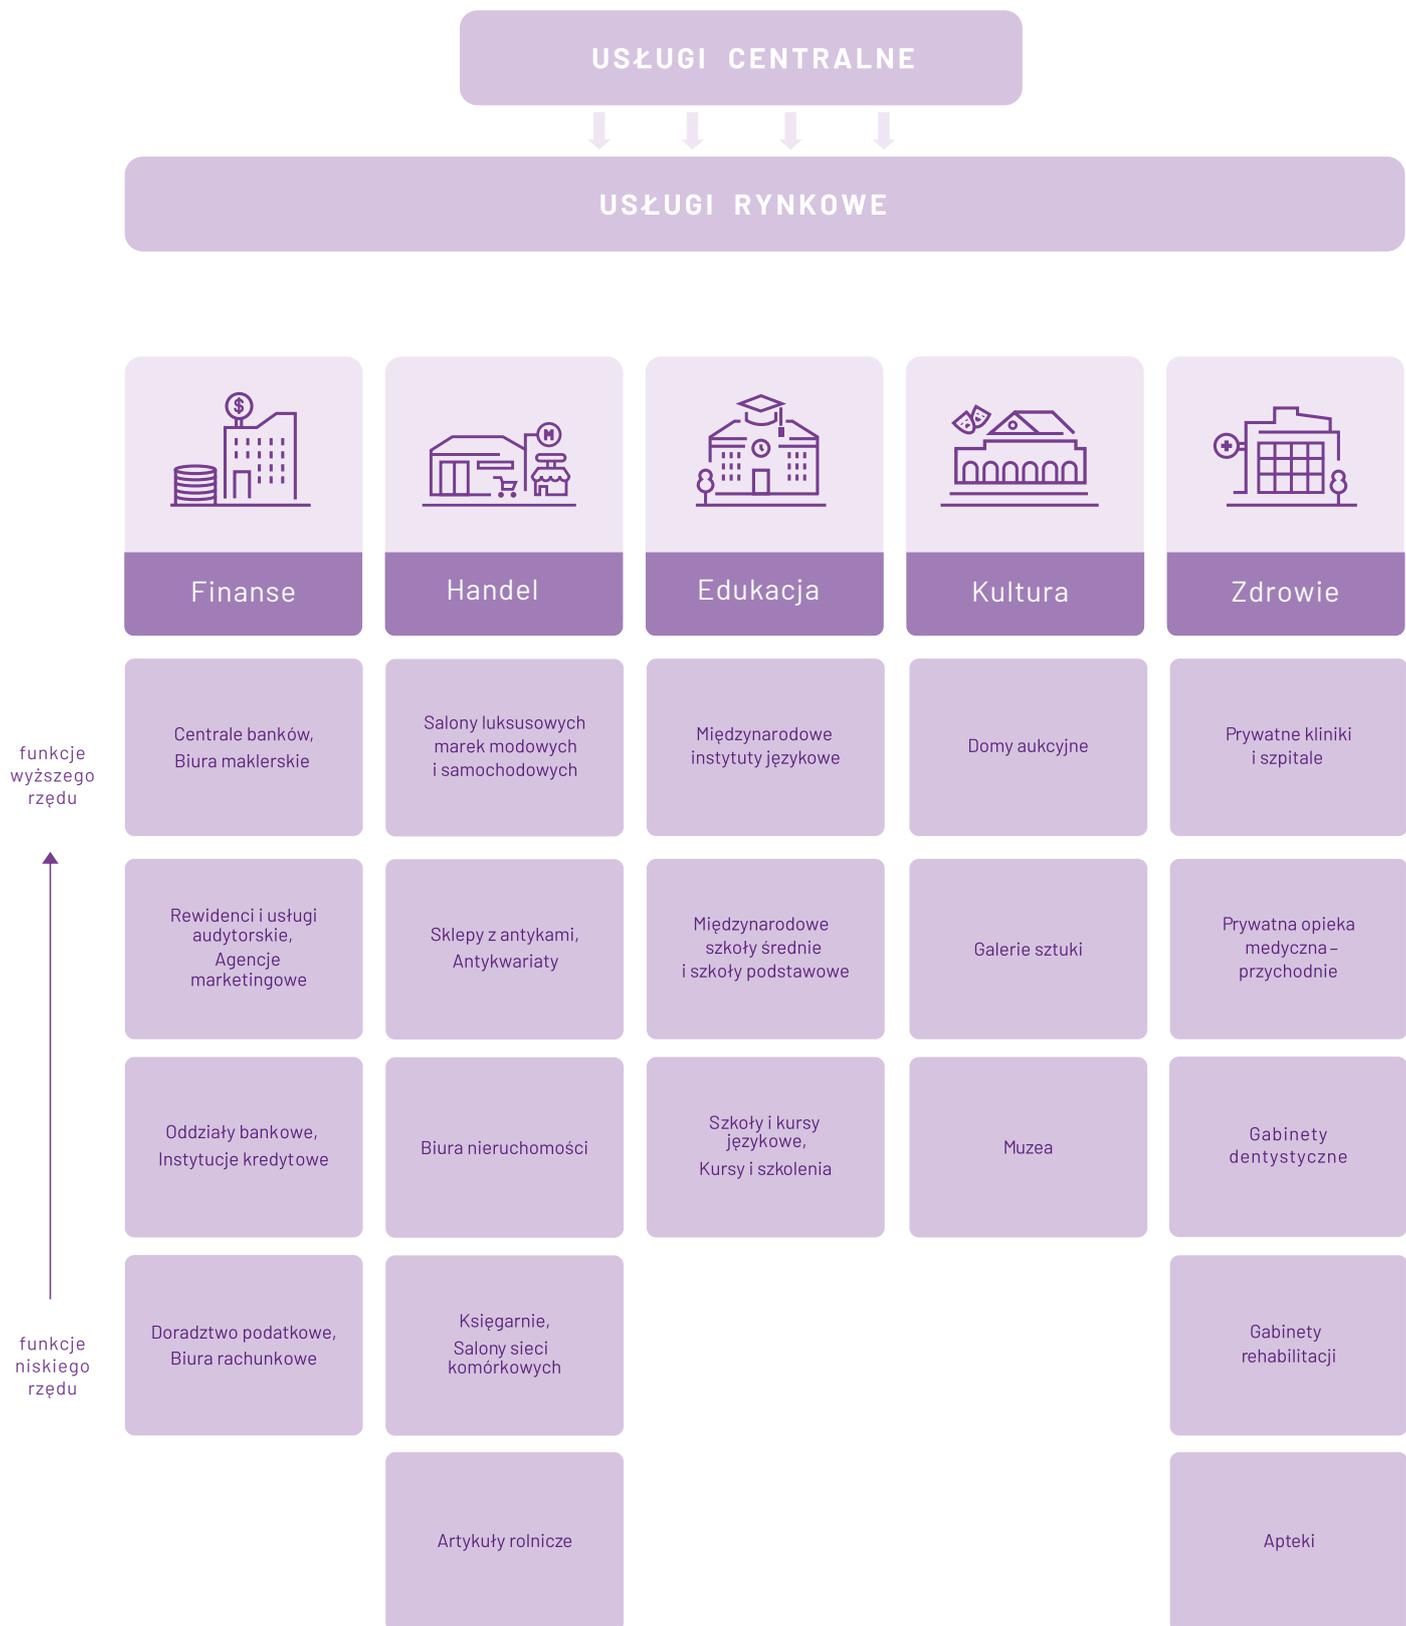 USŁUGI CENTRALNE
USŁUGI RYNKOWE
$
M
Finanse
Handel
Edukacja
Kultura
Zdrowie
funkcje
wyższego
rzędu
Centrale banków,
Biura maklerskie
Salony luksusowych
marek modowych
i samochodowych
Międzynarodowe
instytuty językowe
Domy aukcyjne
Prywatne kliniki
i szpitale
Rewidenci i usługi
audytorskie,
Agencje
marketingowe
Sklepy z antykami,
Antykwariaty
Międzynarodowe
szkoły średnie
i szkoły podstawowe
Galerie sztuki
Prywatna opieka
medyczna –
przychodnie
Oddziały bankowe,
Instytucje kredytowe
Biura nieruchomości
Szkoły i kursy
językowe,
Kursy i szkolenia
Muzea
Gabinety
dentystyczne
funkcje
niskiego
rzędu
Doradztwo podatkowe,
Biura rachunkowe
Księgarnie,
Salony sieci
komórkowych
Gabinety
rehabilitacji
Artykuły rolnicze
Apteki